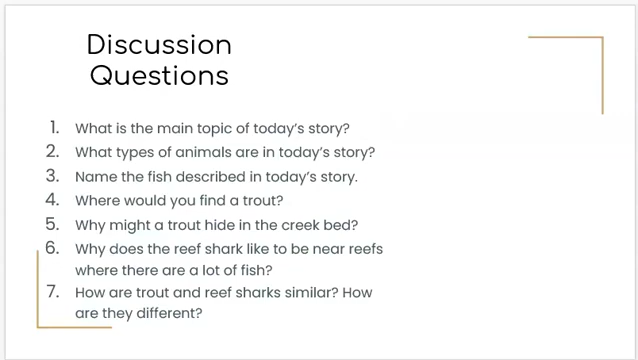 Discussion
Questions
1. What is the main topic of today's story?
2. What types of animals are in today's story?
3. Name the fish described in today's story.
4. Where would you find a trout?
5. Why might a trout hide in the creek bed?
6. Why does the reef shark like to be near reefs
where there are a lot of fish?
7. How are trout and reef sharks similar? How
are they different?